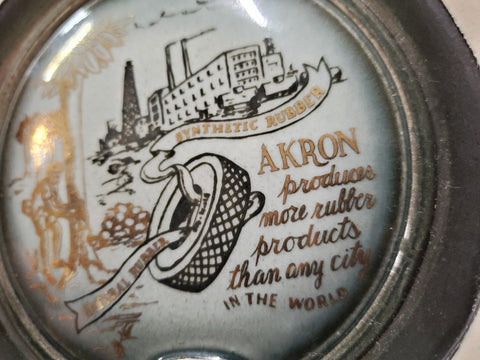 SYNTHETIC RUBBER
AKRON
produces
more rubber
products
than any city
IN THE WORLD
NATURAL RUBBER